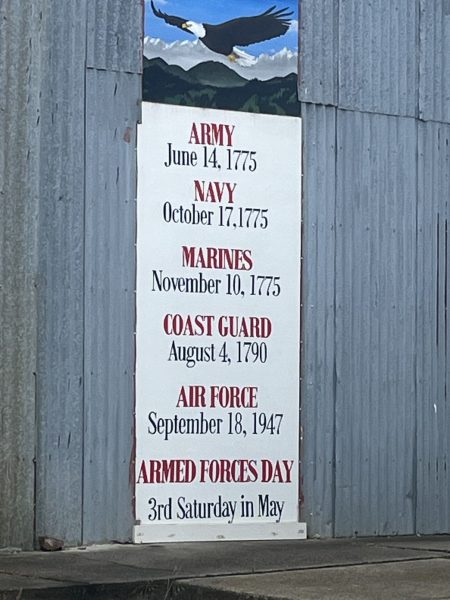 ARMY
June 14, 1775
NAVY
October 17,1775
MARINES
November 10, 1775
COAST GUARD
August 4, 1790
AIR FORCE
September 18, 1947
ARMED FORCES DAY
3rd Saturday in May